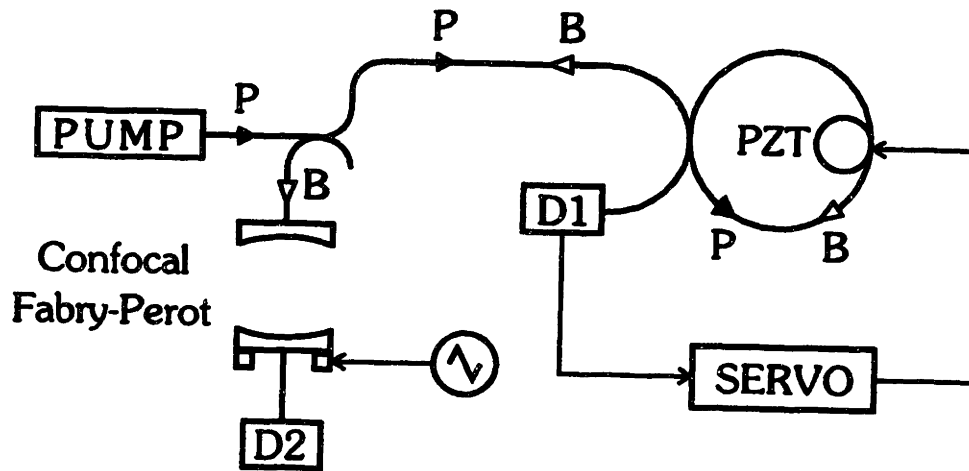 P
B
P
PUMP
PZT
B
D1
P
B
Confocal
Fabry-Perot
SERVO
D2